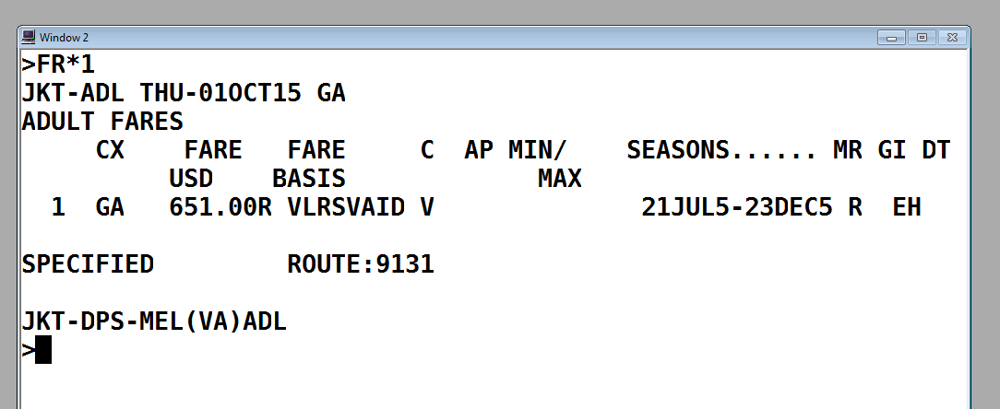 Window 2
>FR*1
JKT-ADL THU-01OCT15 GA
ADULT FARES
CX FARE FARE C AP MIN/ SEASONS...... MR GI DT
USD BASIS MAX
1 GA 651.00R VLRSVAID V 21JUL5-23DEC5 R EH
SPECIFIED ROUTE:9131
JKT-DPS-MEL(VA)ADL
>